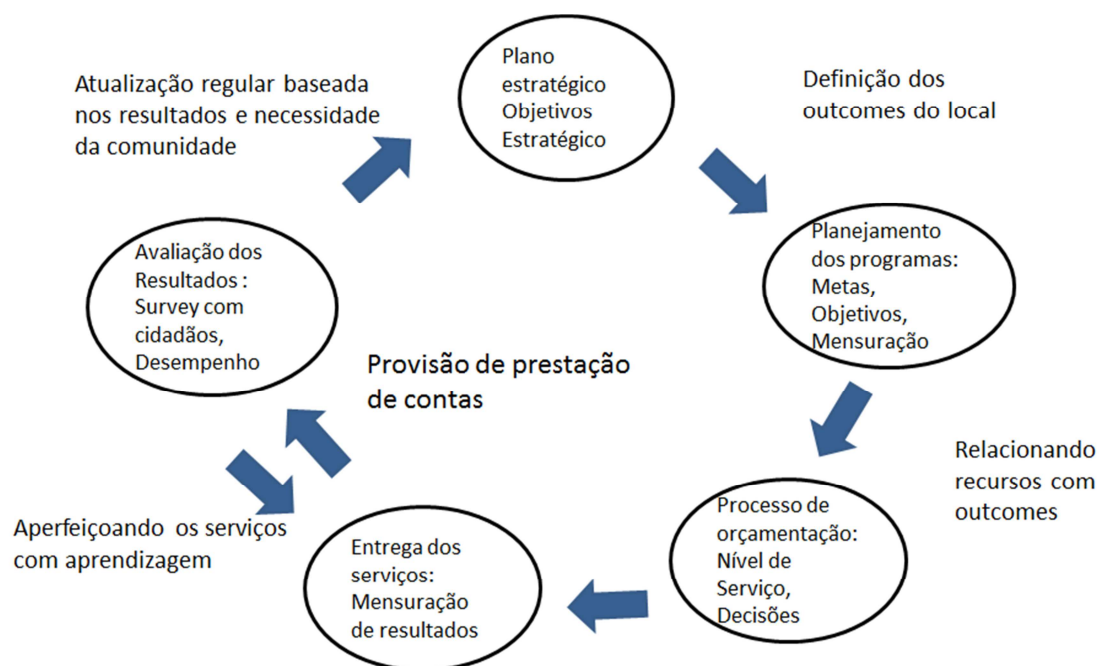 Plano
estratégico
Objetivos
Estratégico
Definição dos
outcomes do local
Planejamento
dos programas:
Metas,
Objetivos,
Mensuração
Relacionando
recursos com
outcomes
Processo de
orçamentação:
Nível de
Serviço,
Decisões
Entrega dos
serviços:
Mensuração
de resultados
Provisão de prestação
de contas
Aperfeiçoando os serviços
com aprendizagem
Avaliação dos
Resultados :
Survey com
cidadãos,
Desempenho
Atualização regular baseada
nos resultados e necessidade
da comunidade